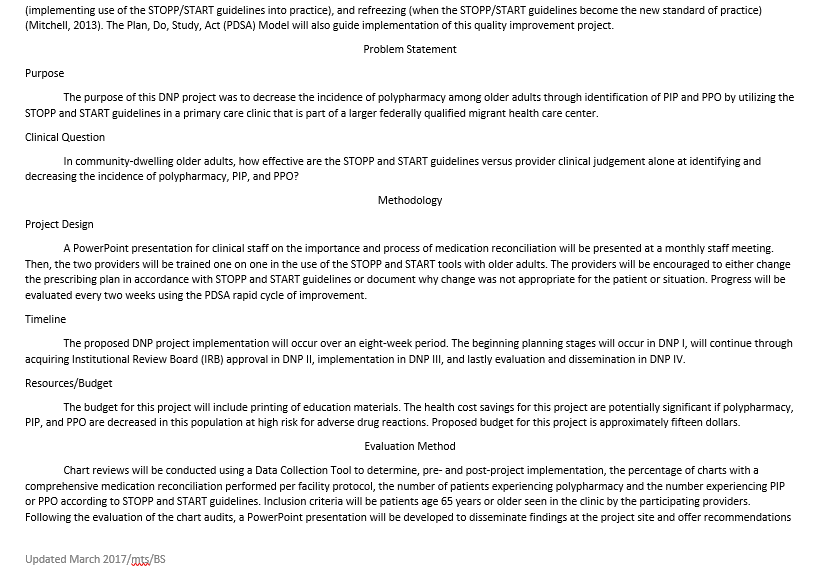 (implementing use of the STOPP/START guidelines into practice), and refreezing (when the STOPP/START guidelines become the new standard of practice)
(Mitchell, 2013). The Plan, Do, Study, Act (PDSA) Model will also guide implementation of this quality improvement project.
Problem Statement
Purpose
The purpose of this DNP project was to decrease the incidence of polypharmacy among older adults through identification of PIP and PPO by utilizing the
STOPP and START guidelines in a primary care clinic that is part of a larger federally qualified migrant health care center.
Clinical Question
In community-dwelling older adults, how effective are the STOPP and START guidelines versus provider clinical judgement alone at identifying and
decreasing the incidence of polypharmacy, PIP, and PPO?
Methodology
Project Design
A PowerPoint presentation for clinical staff on the importance and process of medication reconciliation will be presented at a monthly staff meeting.
Then, the two providers will be trained one on one in the use of the STOPP and START tools with older adults. The providers will be encouraged to either change
the prescribing plan in accordance with STOPP and START guidelines or document why change was not appropriate for the patient or situation. Progress will be
evaluated every two weeks using the PDSA rapid cycle of improvement.
Timeline
The proposed DNP project implementation will occur over an eight-week period. The beginning planning stages will occur in DNP I, will continue through
acquiring Institutional Review Board (IRB) approval in DNP II, implementation in DNP III, and lastly evaluation and dissemination in DNP IV.
Resources/Budget
The budget for this project will include printing of education materials. The health cost savings for this project are potentially significant if polypharmacy,
PIP, and PPO are decreased in this population at high risk for adverse drug reactions. Proposed budget for this project is approximately fifteen dollars.
Evaluation Method
Chart reviews will be conducted using a Data Collection Tool to determine, pre- and post-project implementation, the percentage of charts with a
comprehensive medication reconciliation performed per facility protocol, the number of patients experiencing polypharmacy and the number experiencing PIP
or PPO according to STOPP and START guidelines. Inclusion criteria will be patients age 65 years or older seen in the clinic by the participating providers.
Following the evaluation of the chart audits, a PowerPoint presentation will be developed to disseminate findings at the project site and offer recommendations
Updated March 2017/mts/BS